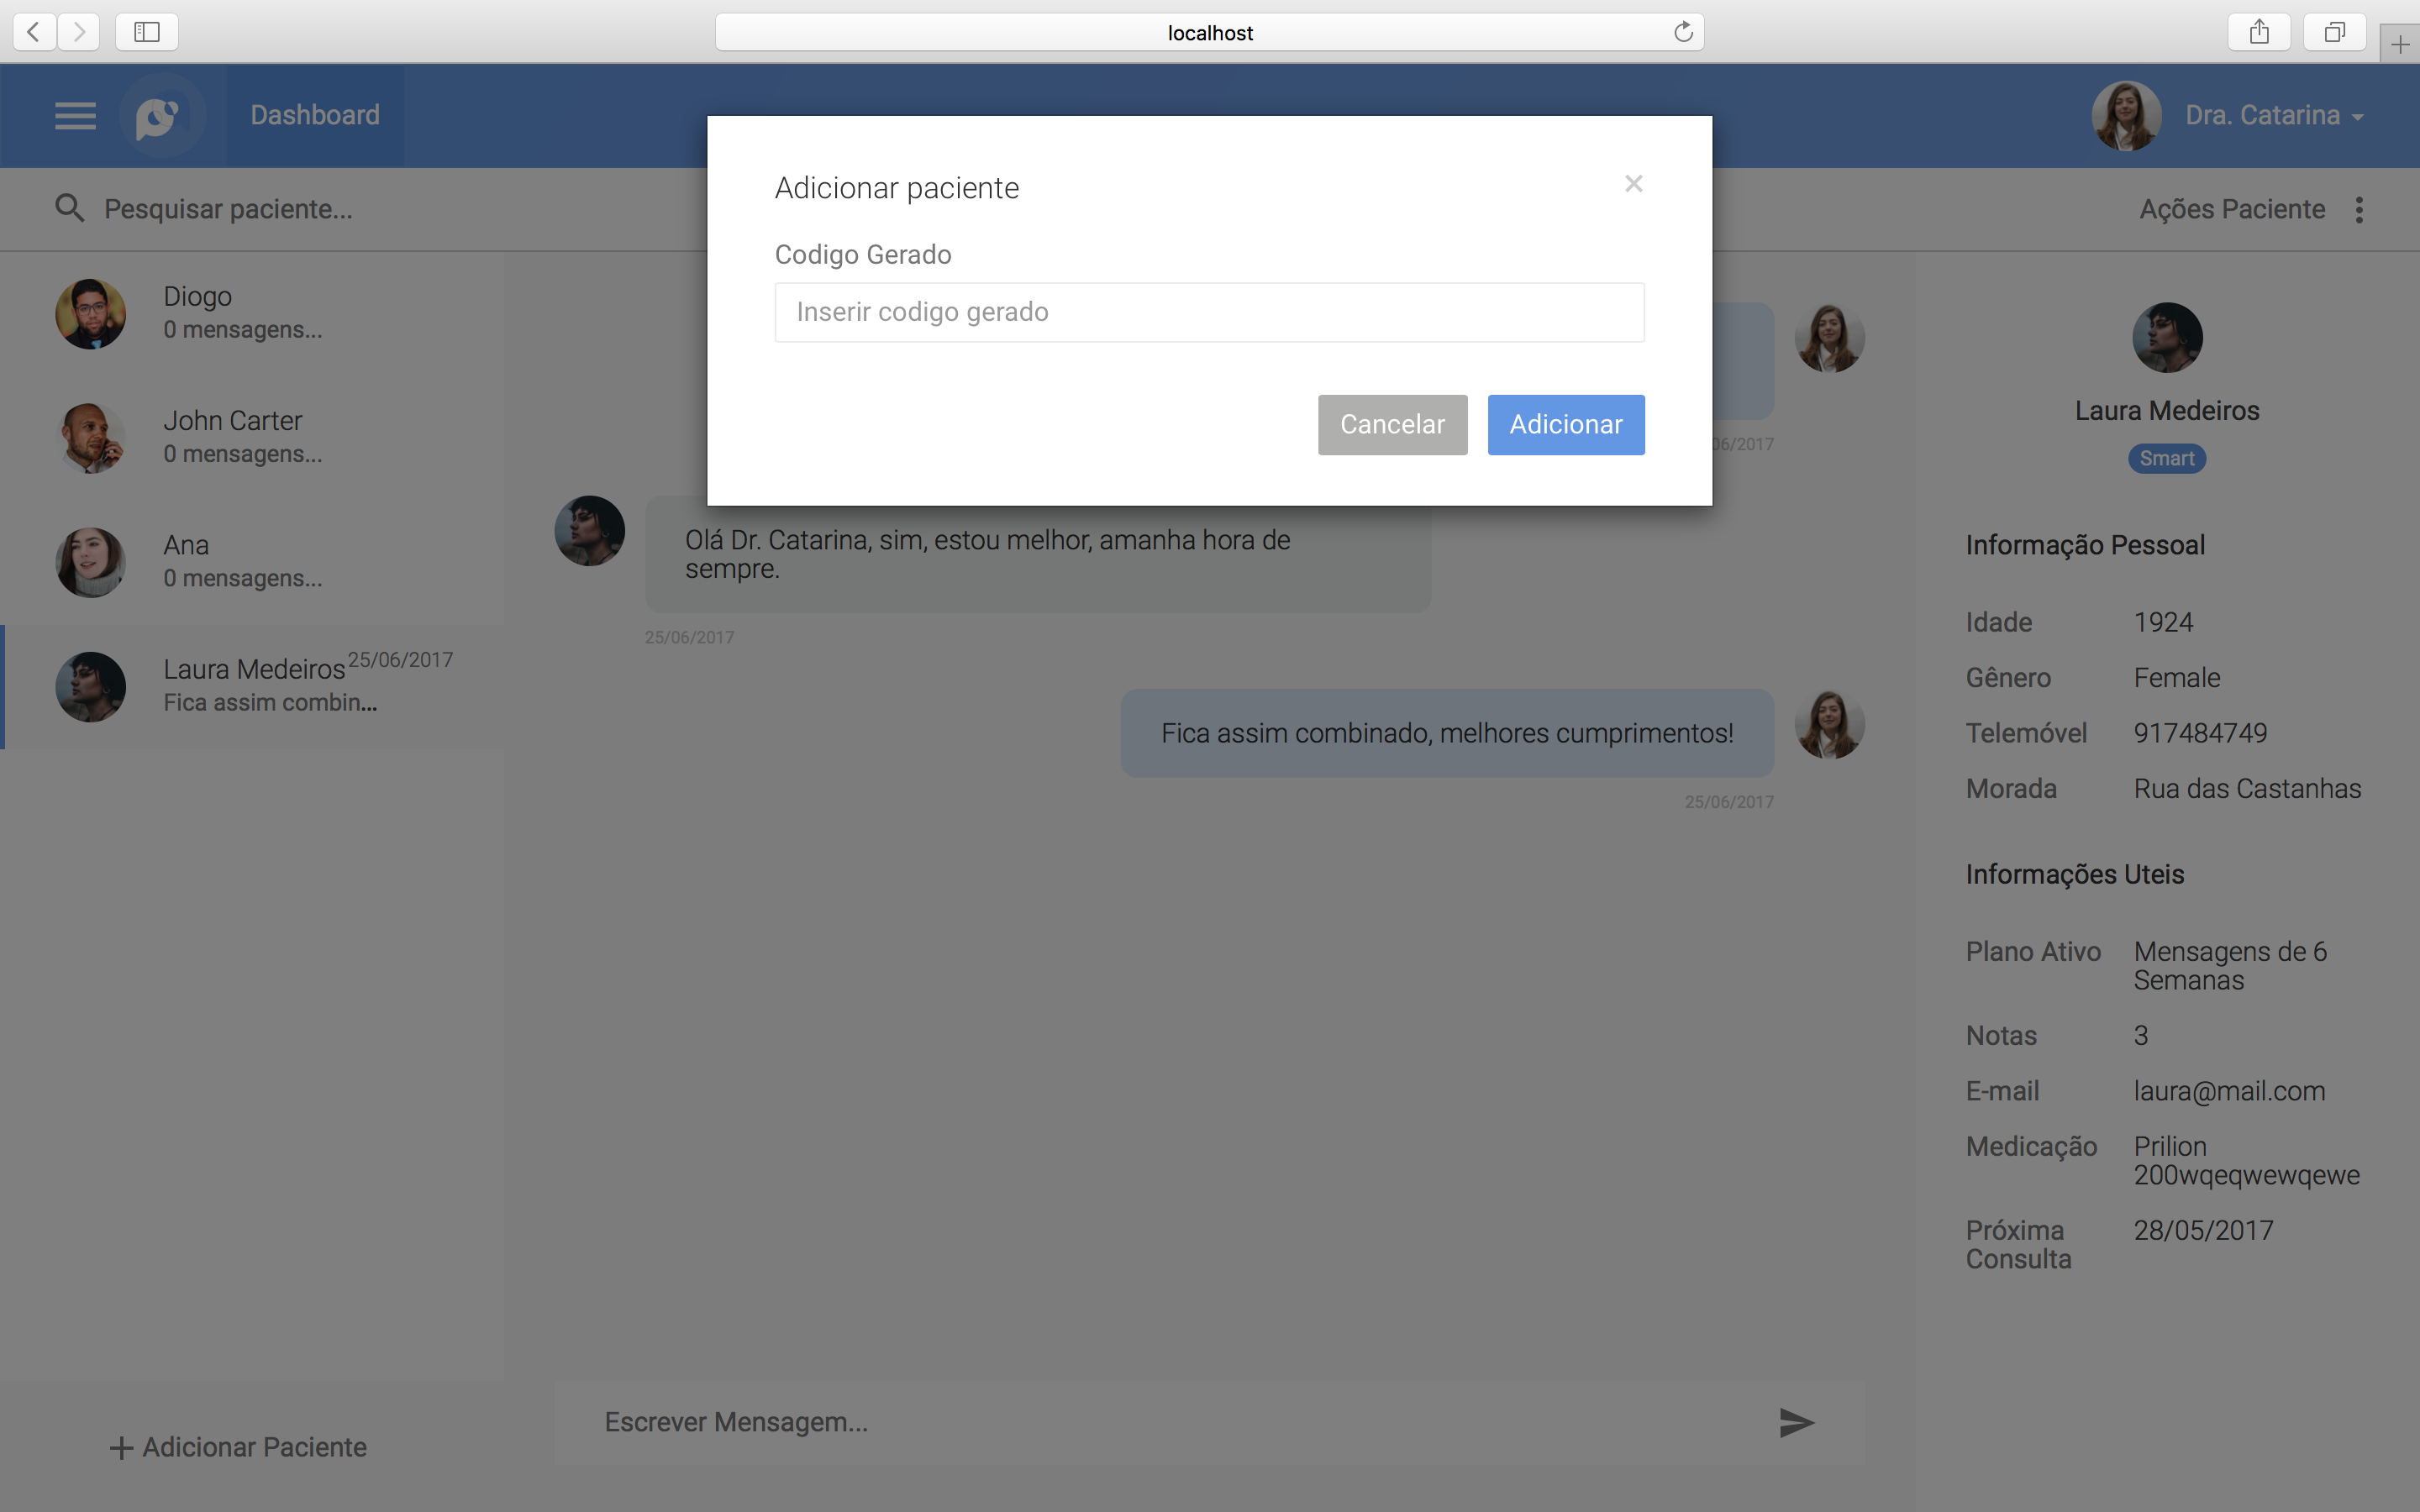 localhost
Dashboard
Dra. Catarina
Pesquisar paciente...
Ações Paciente
Adicionar paciente
×
Codigo Gerado
Inserir codigo gerado
Cancelar
Adicionar
Diogo
0 mensagens...
John Carter
0 mensagens...
Ana
0 mensagens...
Laura Medeiros
25/06/2017
Fica assim combin...
+ Adicionar Paciente
06/2017
Olá Dr. Catarina, sim, estou melhor, amanha hora de
sempre.
25/06/2017
Fica assim combinado, melhores cumprimentos!
25/06/2017
Escrever Mensagem...
Laura Medeiros
Smart
Informação Pessoal
Idade 1924
Gênero Female
Telemóvel 917484749
Morada Rua das Castanhas
Informações Uteis
Plano Ativo Mensagens de 6
Semanas
Notas 3
E-mail laura@mail.com
Medicação Prilion
200wqeqwewqewe
Próxima 28/05/2017
Consulta